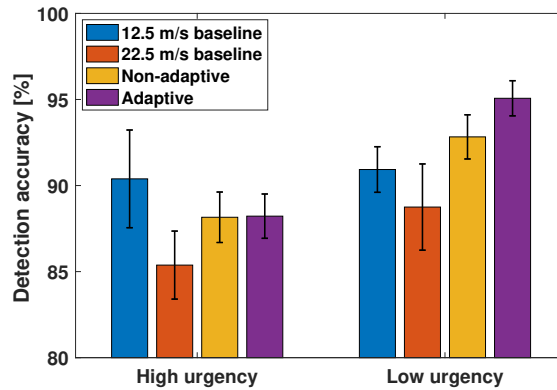 100
95
90
85
80
Detection accuracy [%]
12.5 m/s baseline
22.5 m/s baseline
Non-adaptive
Adaptive
High urgency
Low urgency